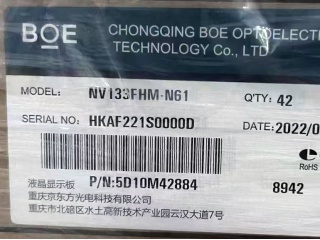 BOE CHONGQING BOE OPTOELECT
TECHNOLOGY Co., LTD
MODEL: NV133FHM-N61 Q'TY: 42
SERIAL NO: HKAF221S0000D DATE:2022/0
RoHS
液晶显示板 P/N:5D10M42884 8942
重庆京东方光电科技有限公司
重庆市北碚区水土高新技术产业园云汉大道7号